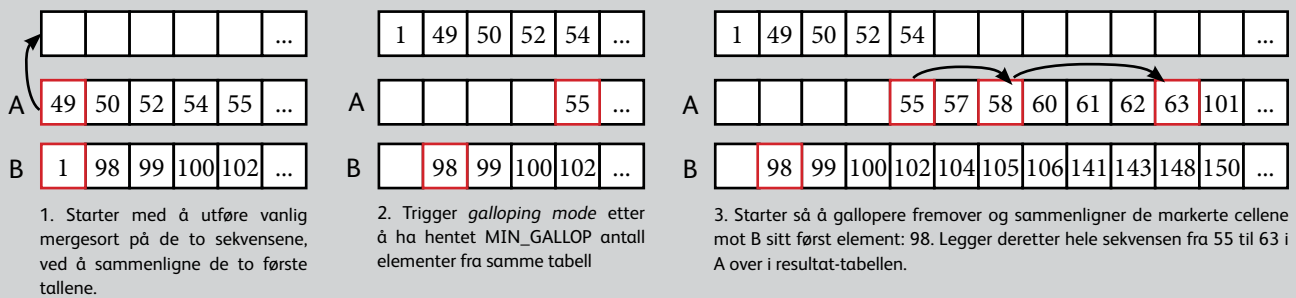 ...
A 49 50 52 54 55 ...
B 1 98 99 100 102 ...
1. Starter med å utføre vanlig
mergesort på de to sekvensene,
ved å sammenligne de to første
tallene.
1 49 50 52 54 ...
A 55 ...
B 98 99 100 102 ...
2. Trigger galloping mode etter
å ha hentet MIN_GALLOP antall
elementer fra samme tabell
1 49 50 52 54 ...
A 55 57 58 60 61 62 63 101 ...
B 98 99 100 102 104 105 106 141 143 148 150 ...
3. Starter så å gallopere fremover og sammenligner de markerte cellene
mot B sitt først element: 98. Legger deretter hele sekvensen fra 55 til 63 i
A over i resultat-tabellen.